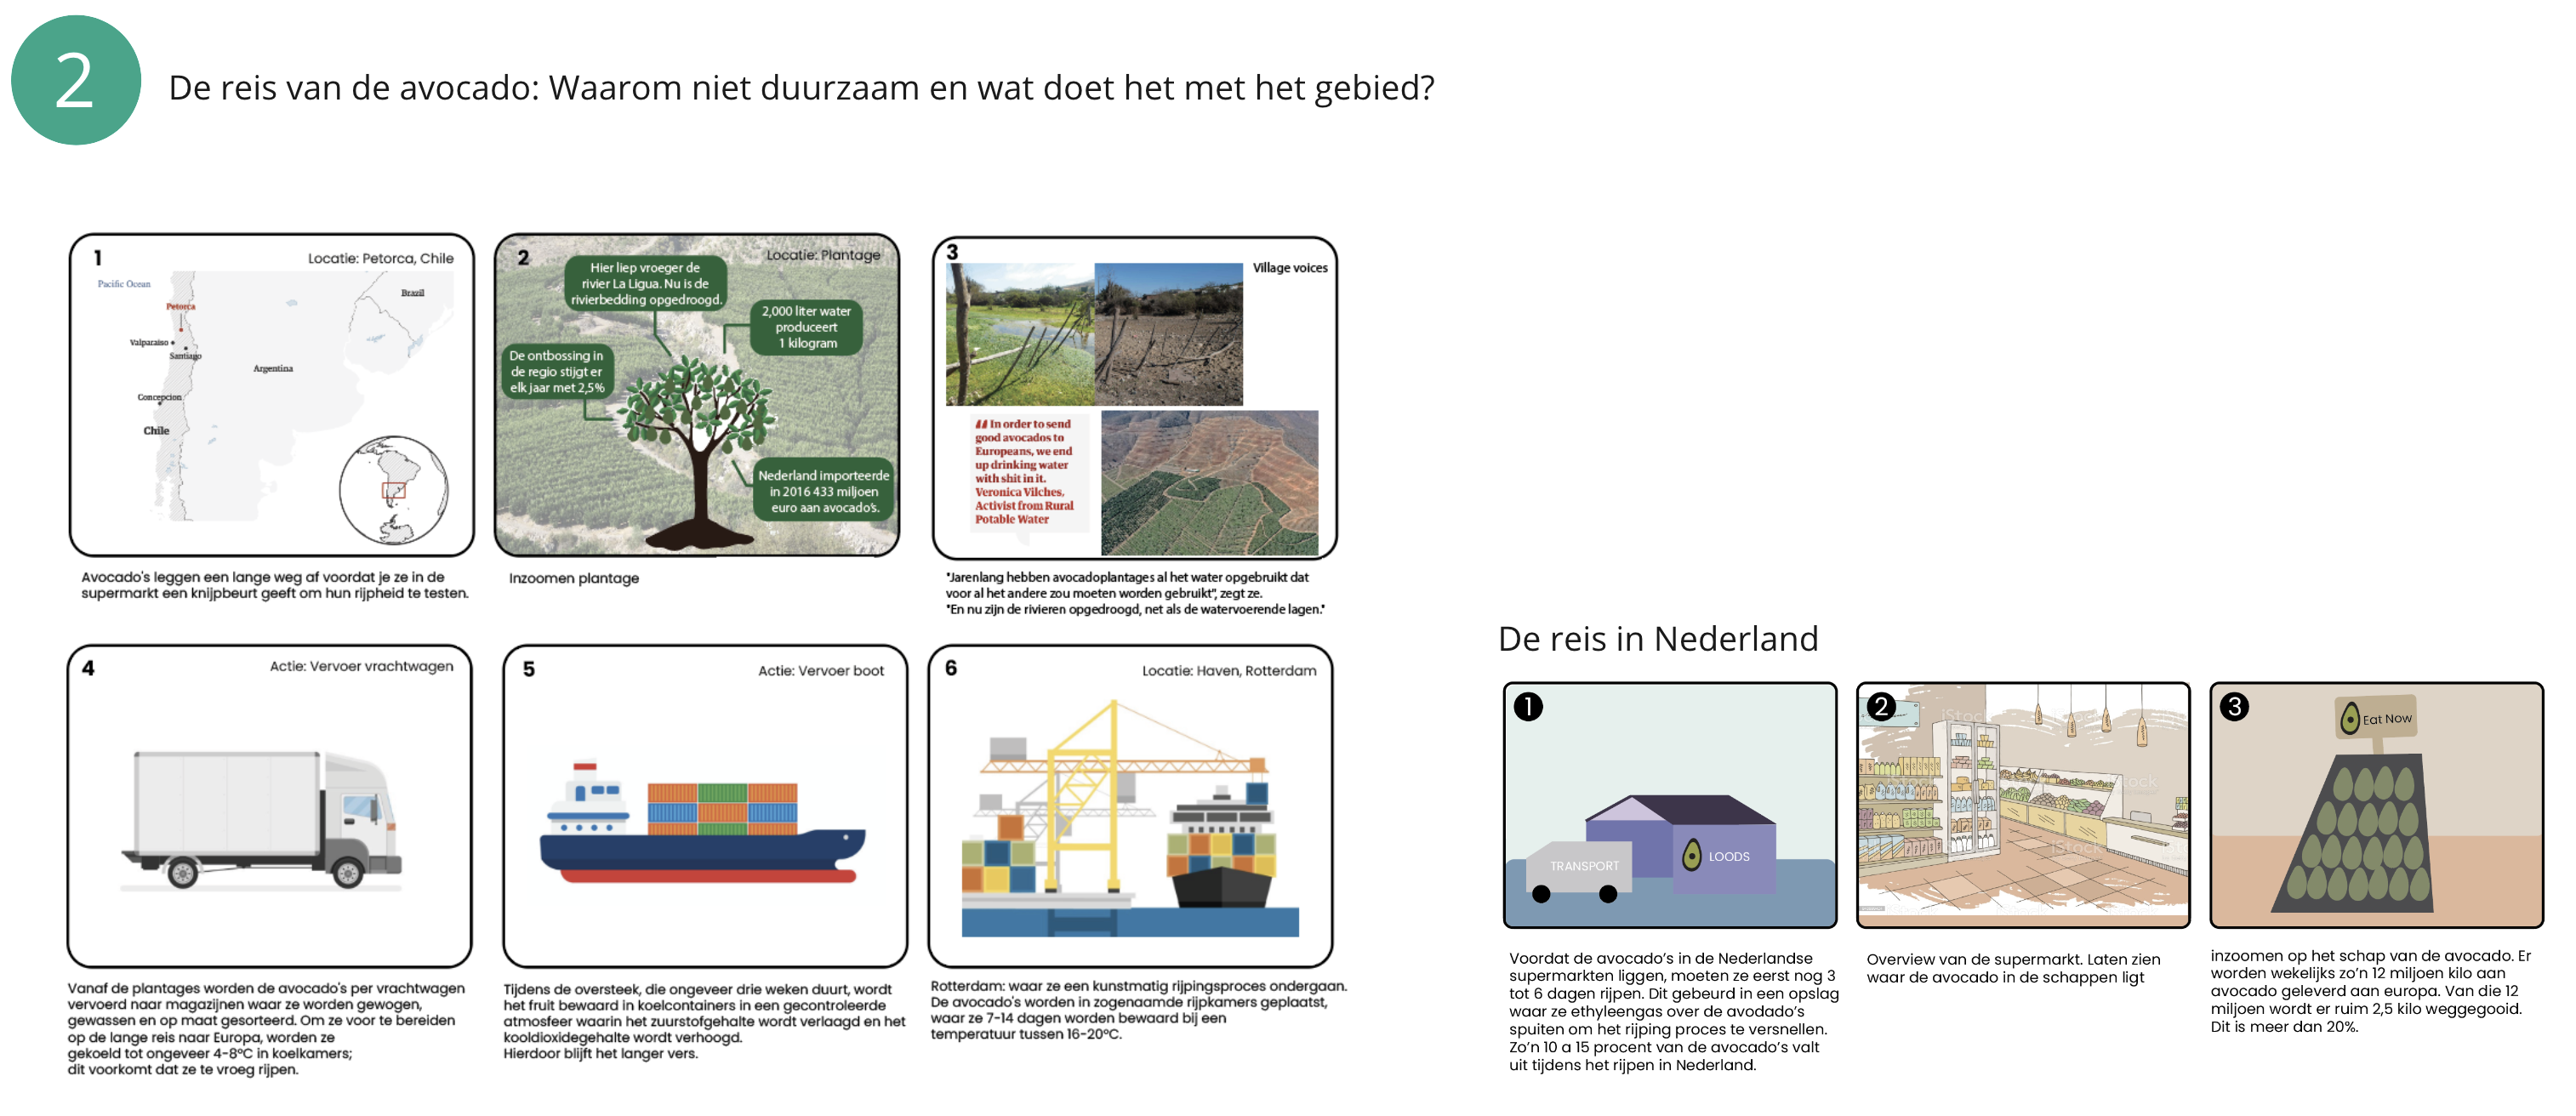 2
De reis van de avocado: Waarom niet duurzaam en wat doet het met het gebied?
1
Locatie: Petorca, Chile
Pacific Ocean
Brazil
Petorca
Valparaiso
Santiago
Argentina
Concepcion
Chile
Avocado's leggen een lange weg af voordat je ze in de
supermarkt een knijpbeurt geeft om hun rijpheid te testen.
2
Locatie: Plantage
Hier liep vroeger de
rivier La Ligua. Nu is de
rivierbedding opgedroogd.
2,000 liter water
produceert
1 kilogram
De ontbossing in
de regio stijgt er
elk jaar met 2,5%
Nederland importeerde
in 2016 433 miljoen
euro aan avocado's.
Inzoomen plantage
3
Village voices
In order to send
good avocados to
Europeans, we end
up drinking water
with shit in it.
Veronica Vilches,
Activist from Rural
Potable Water
"Jarenlang hebben avocadoplantages al het water opgebruikt dat
voor al het andere zou moeten worden gebruikt", zegt ze.
"En nu zijn de rivieren opgedroogd, net als de watervoerende lagen."
4
Actie: Vervoer vrachtwagen
Vanaf de plantages worden de avocado's per vrachtwagen
vervoerd naar magazijnen waar ze worden gewogen,
gewassen en op maat gesorteerd. Om ze voor te bereiden
op de lange reis naar Europa, worden ze
gekoeld tot ongeveer 4-8°C in koelkamers;
dit voorkomt dat ze te vroeg rijpen.
5
Actie: Vervoer boot
Tijdens de oversteek, die ongeveer drie weken duurt, wordt
het fruit bewaard in koelcontainers in een gecontroleerde
atmosfeer waarin het zuurstofgehalte wordt verlaagd en het
kooldioxidegehalte wordt verhoogd.
Hierdoor blijft het langer vers.
6
Locatie: Haven, Rotterdam
Rotterdam: waar ze een kunstmatig rijpingsproces ondergaan.
De avocado's worden in zogenaamde rijpkamers geplaatst,
waar ze 7-14 dagen worden bewaard bij een
temperatuur tussen 16-20°C.
De reis in Nederland
1
TRANSPORT
LOODS
Voordat de avocado's in de Nederlandse
supermarkten liggen, moeten ze eerst nog 3
tot 6 dagen rijpen. Dit gebeurd in een opslag
waar ze ethyleengas over de avodado's
spuiten om het rijping proces te versnellen.
Zo'n 10 a 15 procent van de avocado's valt
uit tijdens het rijpen in Nederland.
2
iStock
iStock
Overview van de supermarkt. Laten zien
waar de avocado in de schappen ligt
3
Eat Now
inzoomen op het schap van de avocado. Er
worden wekelijks zo'n 12 miljoen kilo aan
avocado geleverd aan europa. Van die 12
miljoen wordt er ruim 2,5 kilo weggegooid.
Dit is meer dan 20%.